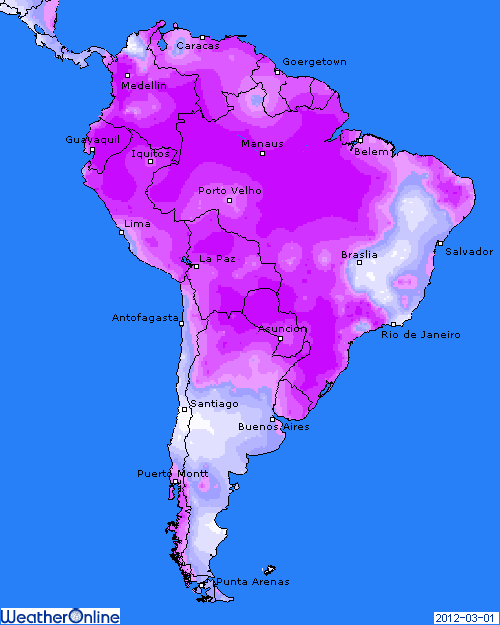 Caracas
Goergetown
Medellin
Guayaquil
Iquitos
Manaus
Belem
Porto Velho
Lima
Salvador
La Paz
Braslia
Antofagasta
Asuncion
Rio de Janeiro
Santiago
Buenos Aires
Puerto Montt
Punta Arenas
WeatherOnline
2012-03-01